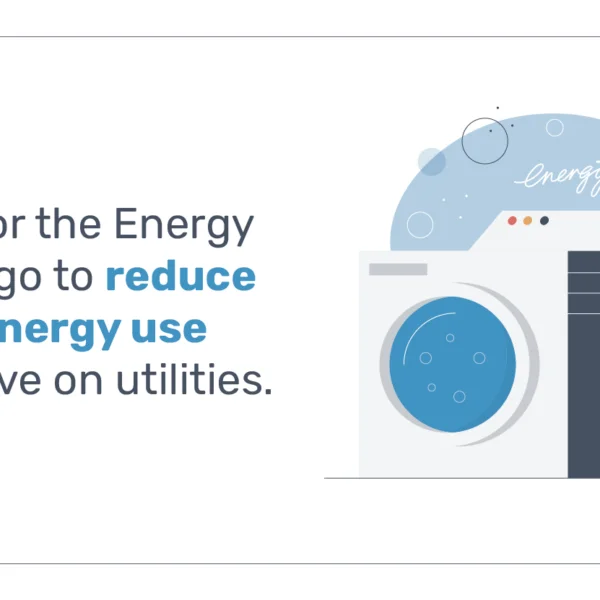 or the Energy
go to reduce
nergy use
ve on utilities.
energy